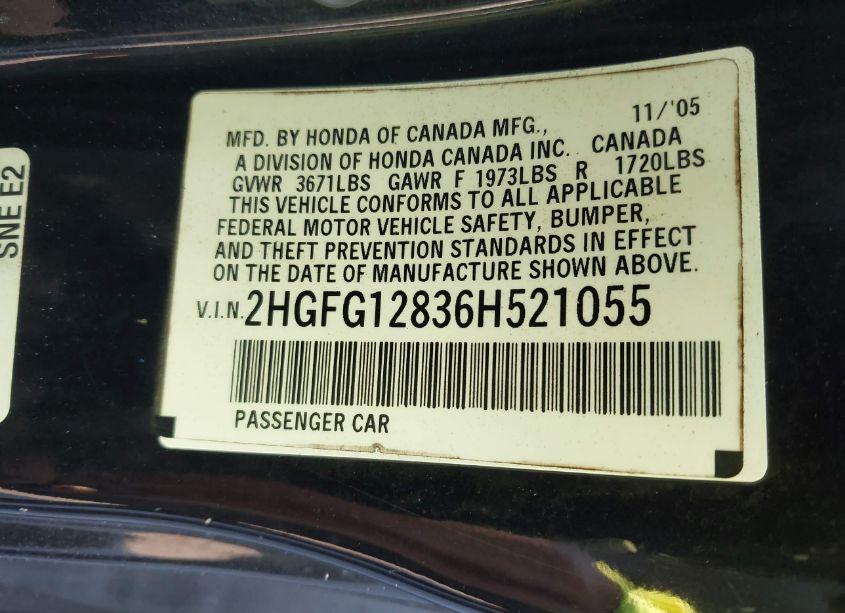 11/'05
MFD. BY HONDA OF CANADA MFG.,
A DIVISION OF HONDA CANADA INC. CANADA
GVWR 3671LBS GAWR F 1973LBS R 1720LBS
THIS VEHICLE CONFORMS TO ALL APPLICABLE
FEDERAL MOTOR VEHICLE SAFETY, BUMPER,
AND THEFT PREVENTION STANDARDS IN EFFECT
ON THE DATE OF MANUFACTURE SHOWN ABOVE.
V.I.N. 2HGFG12836H521055
PASSENGER CAR
SNE E2